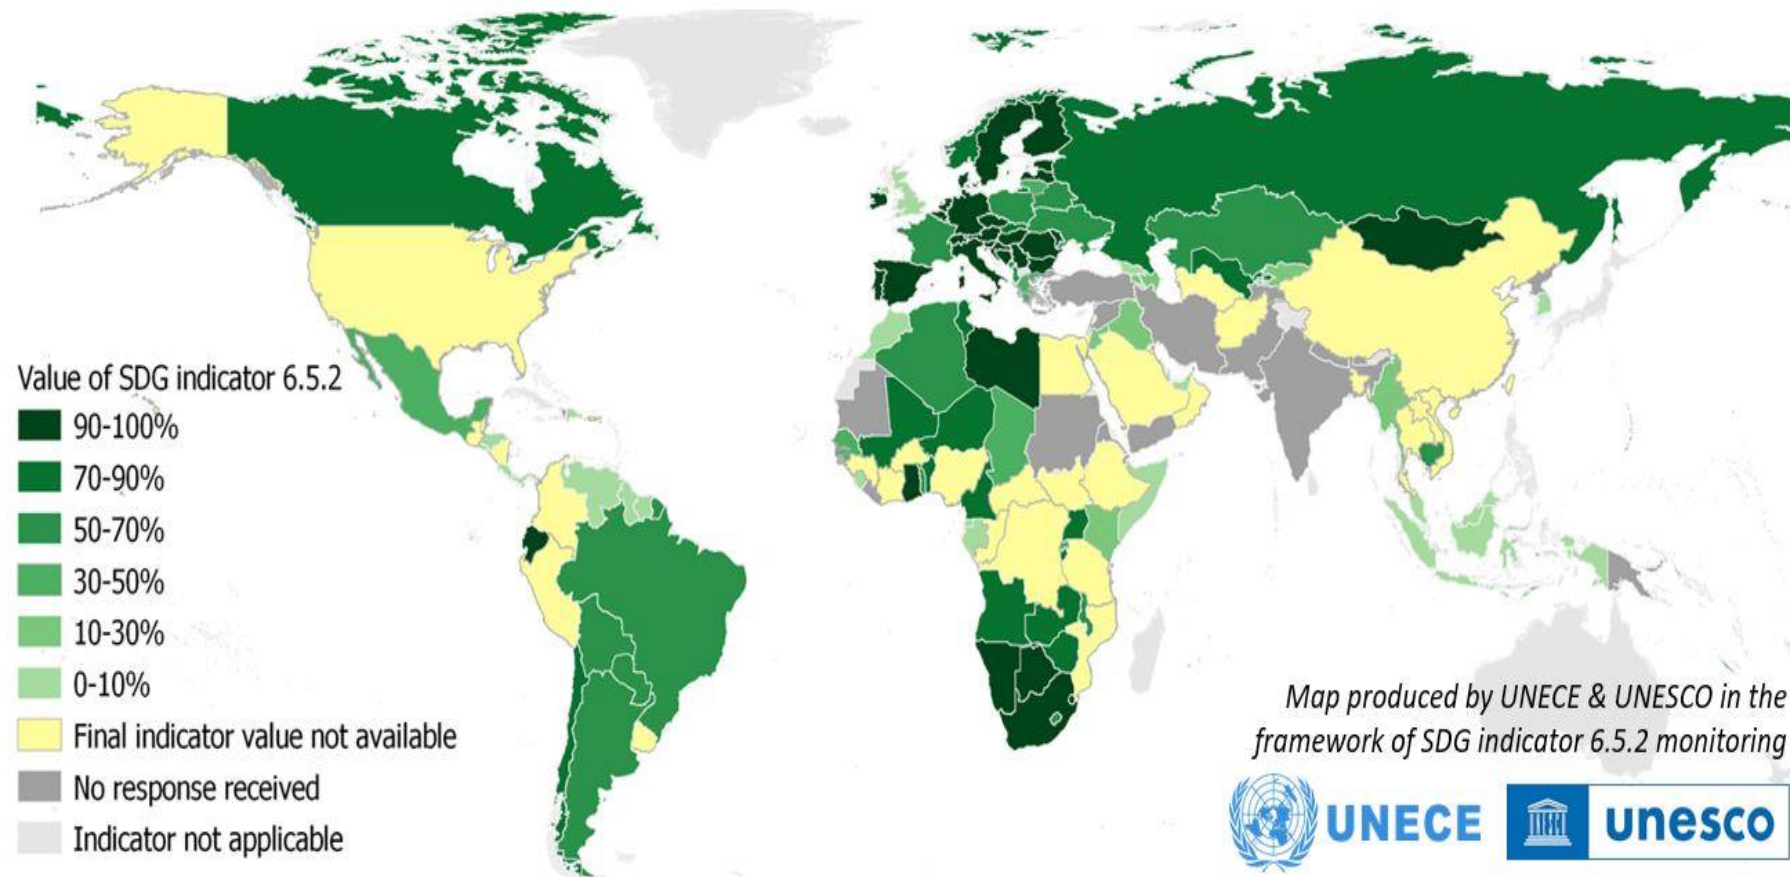 Value of SDG indicator 6.5.2
90-100%
70-90%
50-70%
30-50%
10-30%
0-10%
Final indicator value not available
No response received
Indicator not applicable
Map produced by UNECE & UNESCO in the
framework of SDG indicator 6.5.2 monitoring
UNECE
unesco